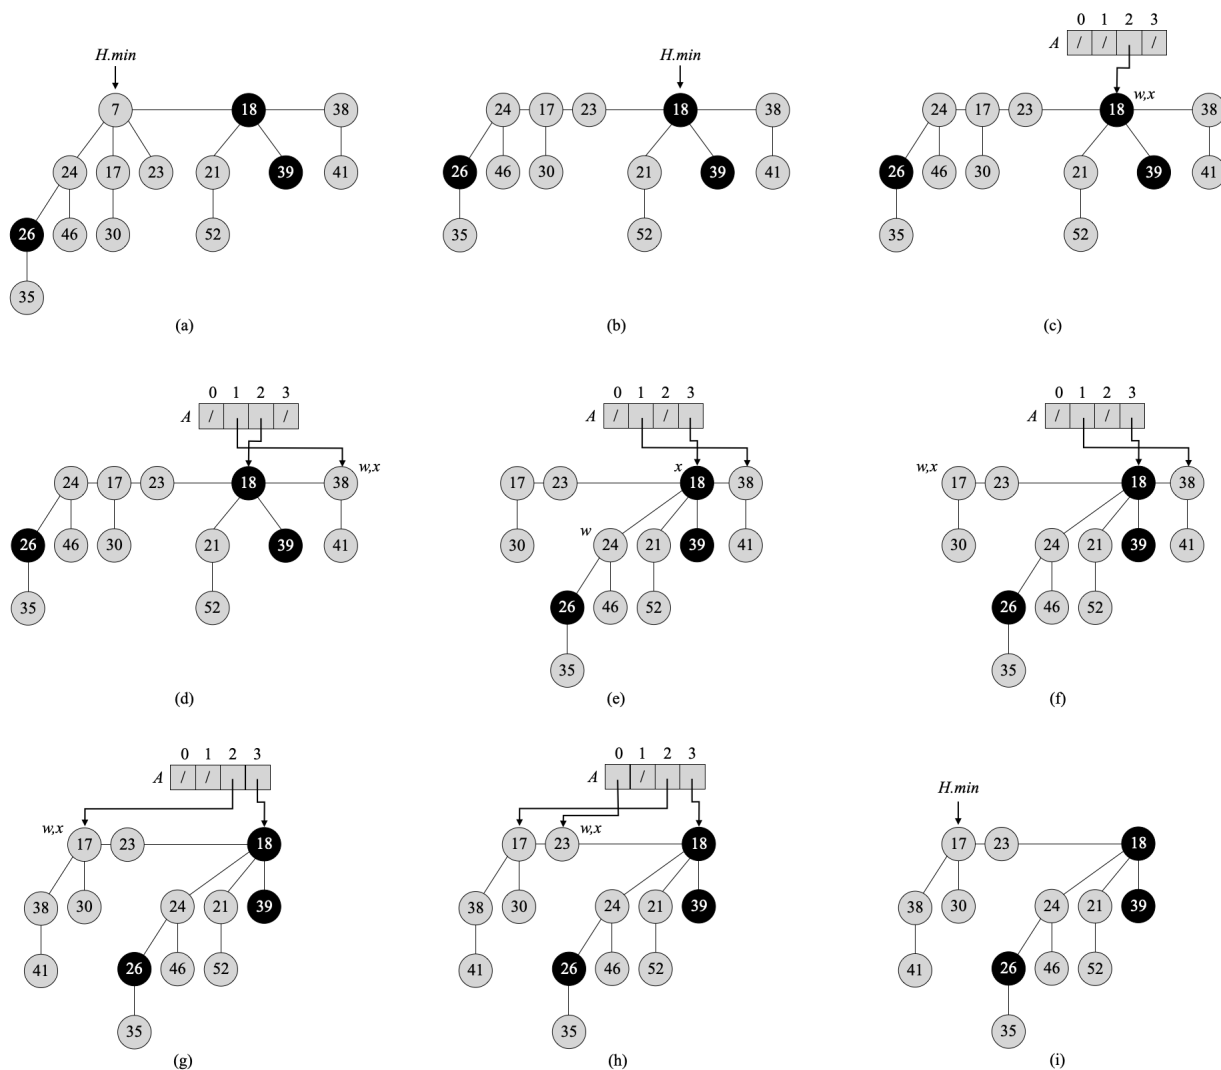 0 1 2 3
H.min H.min A / / /
7 18 38 24 17 23 18 38 24 17 23 18 w,x 38
24 17 23 21 39 41 26 46 30 21 39 41 26 46 30 21 39 41
26 46 30 52 35 52 35 52
35
(a) (b) (c)
0 1 2 3 0 1 2 3 0 1 2 3
A / / A / / A / /
24 17 23 18 38 w,x 17 23 x 18 38 w,x 17 23 18 38
26 46 30 21 39 41 30 w 24 21 39 41 30 24 21 39 41
35 52 26 46 52 26 46 52
35 35
(d) (e) (f)
0 1 2 3 0 1 2 3
A / / A / H.min
w,x 17 23 18 17 23 w,x 18 17 23 18
38 30 24 21 39 38 30 24 21 39 38 30 24 21 39
41 26 46 52 41 26 46 52 41 26 46 52
35 35 35
(g) (h) (i)